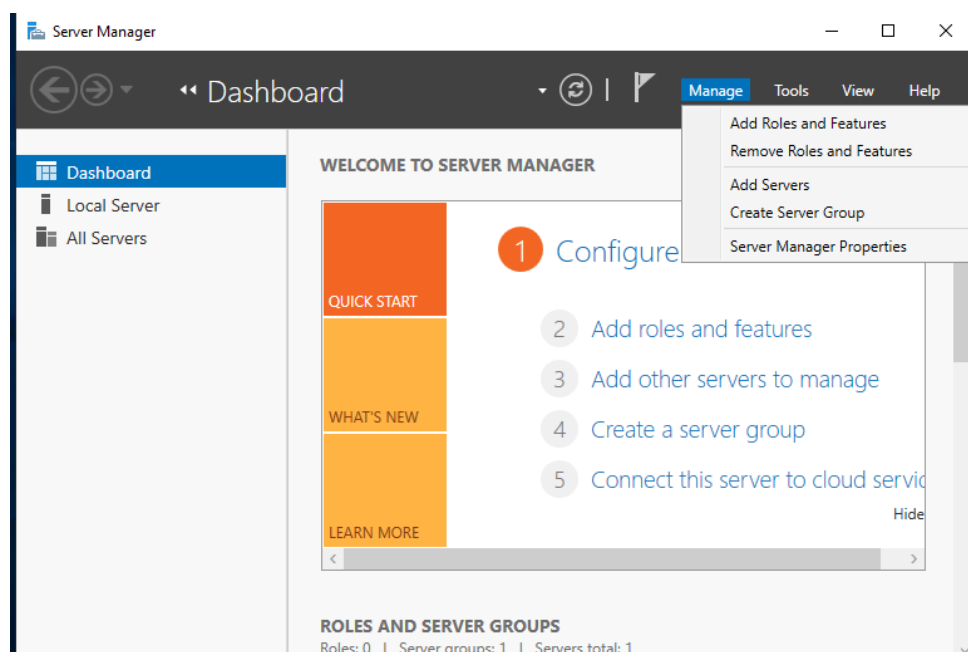 Server Manager
Dashboard
Manage Tools View Help
Add Roles and Features
Remove Roles and Features
Add Servers
Create Server Group
Server Manager Properties
Dashboard
Local Server
All Servers
WELCOME TO SERVER MANAGER
QUICK START
WHAT'S NEW
LEARN MORE
1 Configure
2 Add roles and features
3 Add other servers to manage
4 Create a server group
5 Connect this server to cloud servic
Hide
ROLES AND SERVER GROUPS
Roles: 0 | Server groups: 1 | Servers total: 1